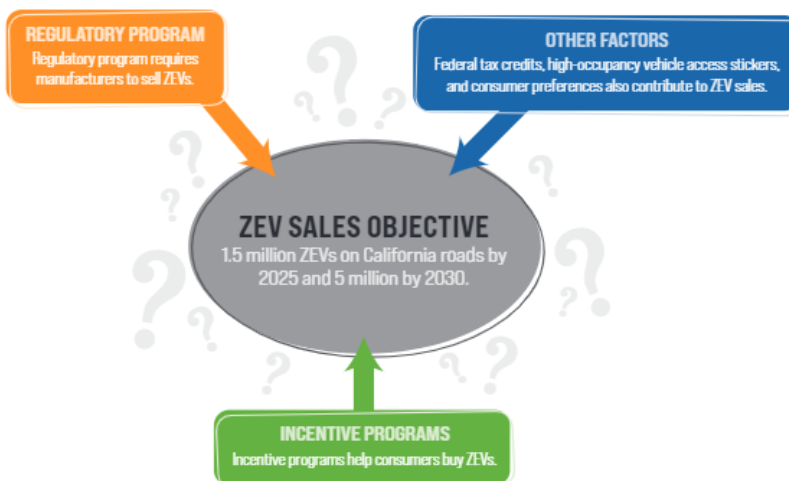 REGULATORY PROGRAM
Regulatory program requires
manufacturers to sell ZEVs.
OTHER FACTORS
Federal tax credits, high-occupancy vehicle access stickers,
and consumer preferences also contribute to ZEV sales.
ZEV SALES OBJECTIVE
1.5 million ZEVs on California roads by
2025 and 5 million by 2030.
INCENTIVE PROGRAMS
Incentive programs help consumers buy ZEVs.